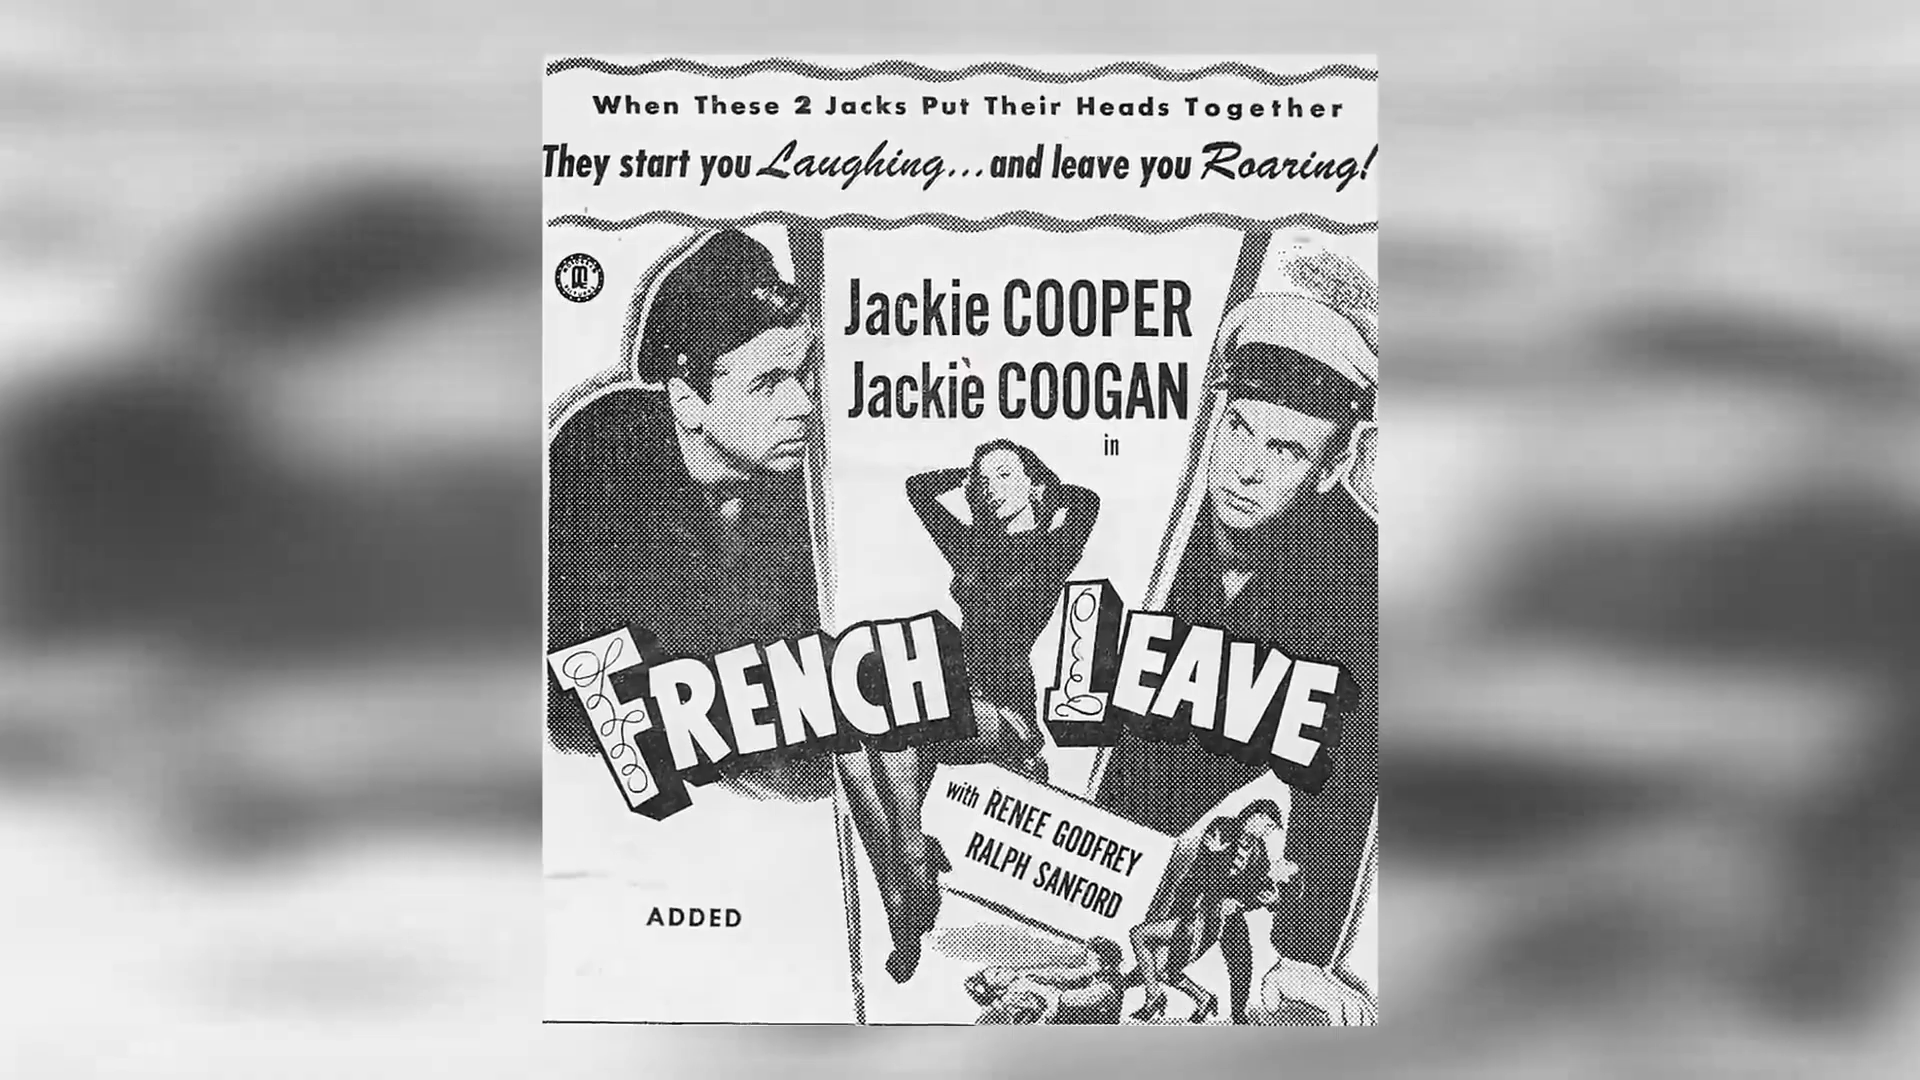 When These 2 Jacks Put Their Heads Together
They start you Laughing...and leave you Roaring!
Jackie COOPER
Jackie COOGAN
in
FRENCH LEAVE
with RENEE GODFREY
RALPH SANFORD
ADDED